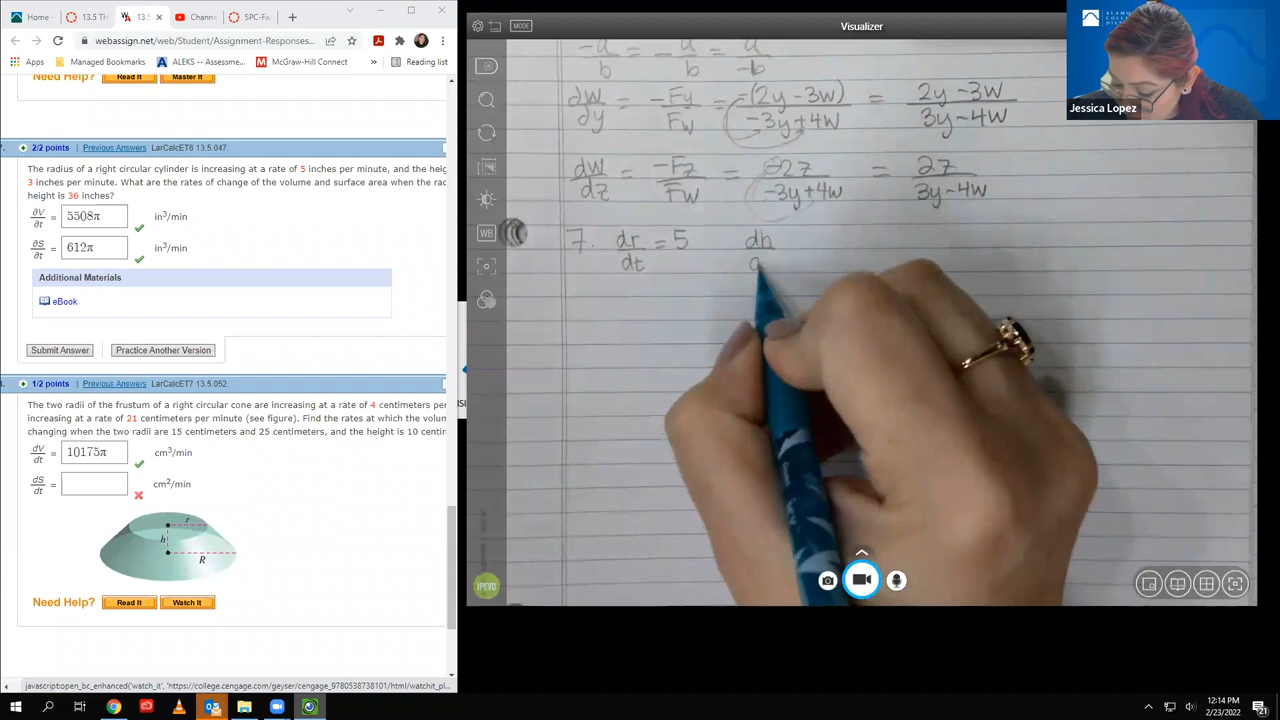 Home -
13.5 TH
13.5
Chann
SPC-Fa
webassign.net/web/Student/Assignment-Responses...
Apps
Managed Bookmarks
ALEKS – Assessme...
McGraw-Hill Connect
Reading list
Need Help? Read It Master It
2/2 points | Previous Answers LarCalcET6 13.5.047.
The radius of a right circular cylinder is increasing at a rate of 5 inches per minute, and the heig
3 inches per minute. What are the rates of change of the volume and surface area when the rad
height is 36 inches?
∂V/∂t = 5508π in³/min
∂S/∂t = 612π in³/min
Additional Materials
eBook
Submit Answer Practice Another Version
1/2 points | Previous Answers LarCalcET7 13.5.052.
The two radii of the frustum of a right circular cone are increasing at a rate of 4 centimeters per
increasing at a rate of 21 centimeters per minute (see figure). Find the rates at which the volum
changing when the two radii are 15 centimeters and 25 centimeters, and the height is 10 centin
dV/dt = 10175π cm³/min
dS/dt = cm²/min
r
h
R
Need Help? Read It Watch It
javascript:open_bc_enhanced('watch_it', 'https://college.cengage.com/geyser/cengage_9780538738101/html/watchit_pl...
MODE
Visualizer
WB
IPEVO
-a/b = -a/b = a/-b
∂w/∂y = -Fy/Fw = -(2y-3w)/-3y+4w = 2y-3w/3y-4w
dw/dz = -Fz/Fw = -2z/-3y+4w = 2z/3y-4w
7. dr/dt = 5 dh
Jessica Lopez
12:14 PM
2/23/2022
21